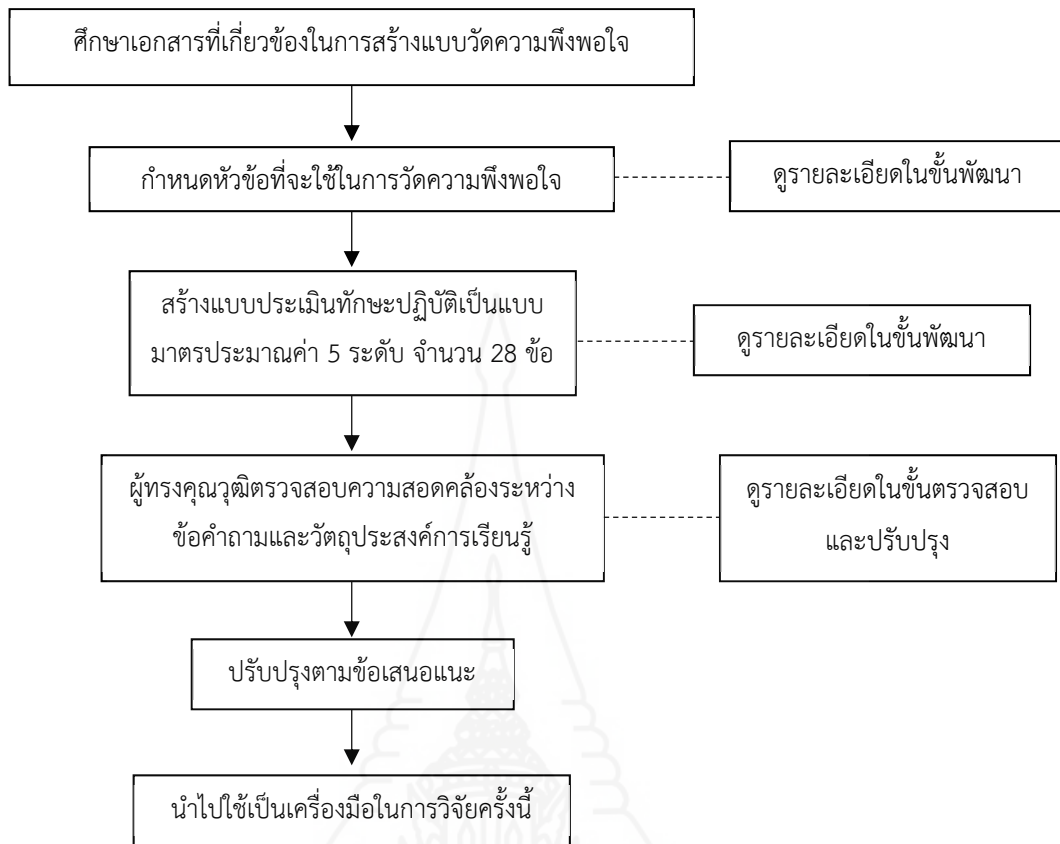 ศึกษาเอกสารที่เกี่ยวข้องในการสร้างแบบวัดความพึงพอใจ
กำหนดหัวข้อที่จะใช้ในการวัดความพึงพอใจ
ดูรายละเอียดในขั้นพัฒนา
สร้างแบบประเมินทักษะปฏิบัติเป็นแบบ
มาตรประมาณค่า 5 ระดับ จำนวน 28 ข้อ
ดูรายละเอียดในขั้นพัฒนา
ผู้ทรงคุณวุฒิตรวจสอบความสอดคล้องระหว่าง
ข้อคำถามและวัตถุประสงค์การเรียนรู้
ดูรายละเอียดในขั้นตรวจสอบ
และปรับปรุง
ปรับปรุงตามข้อเสนอแนะ
นำไปใช้เป็นเครื่องมือในการวิจัยครั้งนี้